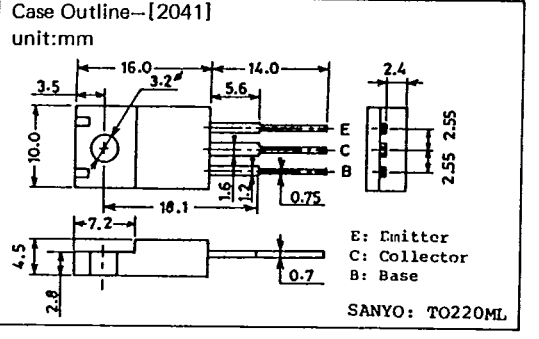 Case Outline—[2041]
unit:mm
16.0
14.0
3.5
3.2ø
5.6
2.4
10.0
E
C
B
2.55
2.55
1.6
1.2
0.75
18.1
7.2
4.5
2.8
0.7
E: Emitter
C: Collector
B: Base
SANYO: TO220ML